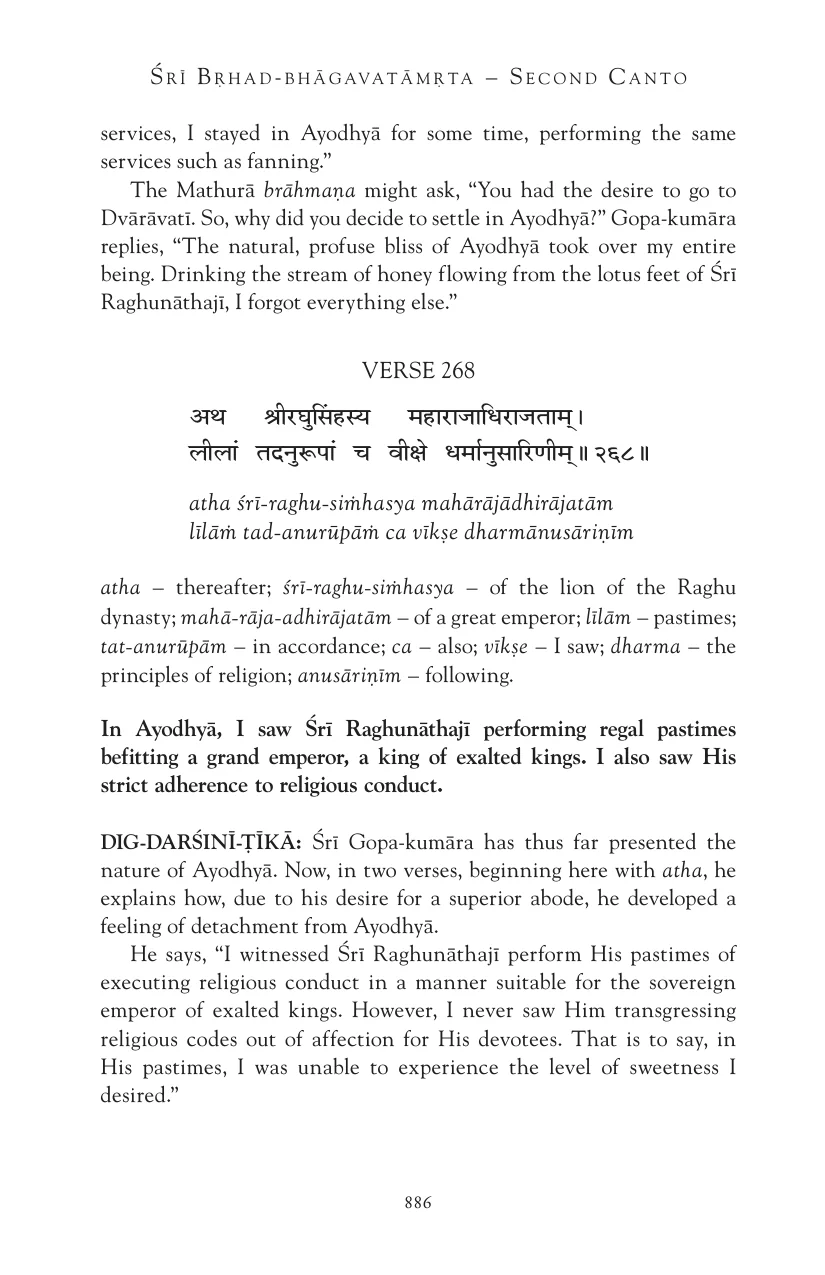 ŚRĪ BṚHAD-BHĀGAVATĀMṚTA – SECOND CANTO
services, I stayed in Ayodhyā for some time, performing the same
services such as fanning.”
The Mathurā brāhmaṇa might ask, “You had the desire to go to
Dvārāvatī. So, why did you decide to settle in Ayodhyā?” Gopa-kumāra
replies, “The natural, profuse bliss of Ayodhyā took over my entire
being. Drinking the stream of honey flowing from the lotus feet of Śrī
Raghunāthajī, I forgot everything else.”
VERSE 268
अथ श्रीरघुसिंहस्य महाराजाधिराजताम्।
लीलां तदनुरूपां च वीक्षे धर्मानुसारिणीम्॥ २६८॥
atha śrī-raghu-siṁhasya mahārājādhirājatām
līlāṁ tad-anurūpāṁ ca vīkṣe dharmānusāriṇīm
atha – thereafter; śrī-raghu-siṁhasya – of the lion of the Raghu
dynasty; mahā-rāja-adhirājatām – of a great emperor; līlām – pastimes;
tat-anurūpām – in accordance; ca – also; vīkṣe – I saw; dharma – the
principles of religion; anusāriṇīm – following.
In Ayodhyā, I saw Śrī Raghunāthajī performing regal pastimes
befitting a grand emperor, a king of exalted kings. I also saw His
strict adherence to religious conduct.
DIG-DARŚINĪ-ṬĪKĀ: Śrī Gopa-kumāra has thus far presented the
nature of Ayodhyā. Now, in two verses, beginning here with atha, he
explains how, due to his desire for a superior abode, he developed a
feeling of detachment from Ayodhyā.
He says, “I witnessed Śrī Raghunāthajī perform His pastimes of
executing religious conduct in a manner suitable for the sovereign
emperor of exalted kings. However, I never saw Him transgressing
religious codes out of affection for His devotees. That is to say, in
His pastimes, I was unable to experience the level of sweetness I
desired.”
886